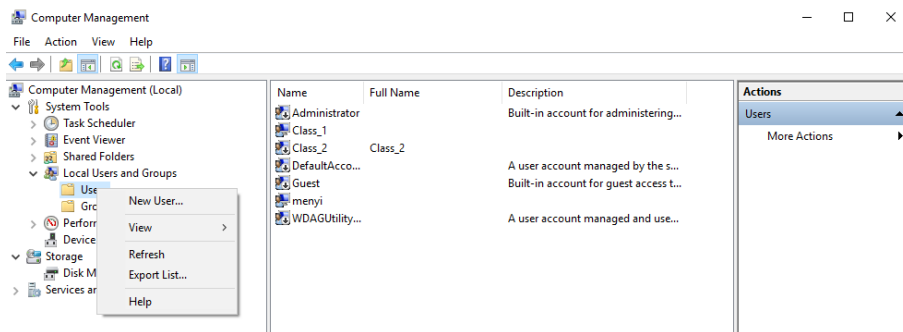 Computer Management
File Action View Help
Computer Management (Local)
System Tools
Task Scheduler
Event Viewer
Shared Folders
Local Users and Groups
Use
Gro
Perforr
Device
Storage
Disk M
Services ar
New User...
View
Refresh
Export List...
Help
Name Full Name Description
Administrator Built-in account for administering...
Class_1
Class_2 Class_2
DefaultAcco... A user account managed by the s...
Guest Built-in account for guest access t...
menyi
WDAGUtility... A user account managed and use...
Actions
Users
More Actions